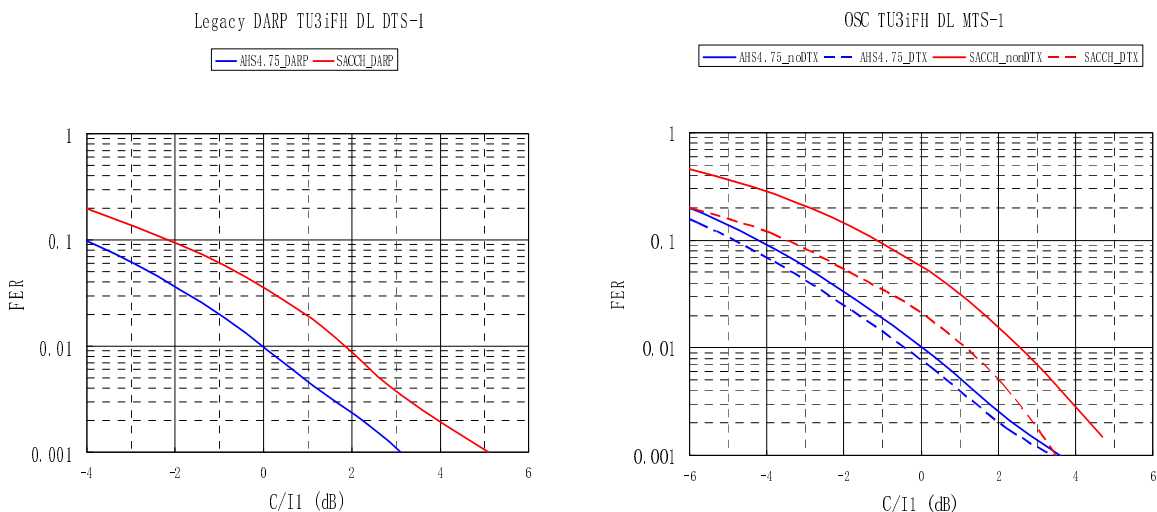 Legacy DARP TU3iFH DL DTS-1
AHS4.75_DARP SACCH_DARP
1
0.1
0.01
0.001
FER
-4 -2 0 2 4 6
C/I1 (dB)
OSC TU3iFH DL MTS-1
AHS4.75_noDTX AHS4.75_DTX SACCH_nonDTX SACCH_DTX
1
0.1
0.01
0.001
FER
-6 -4 -2 0 2 4 6
C/I1 (dB)